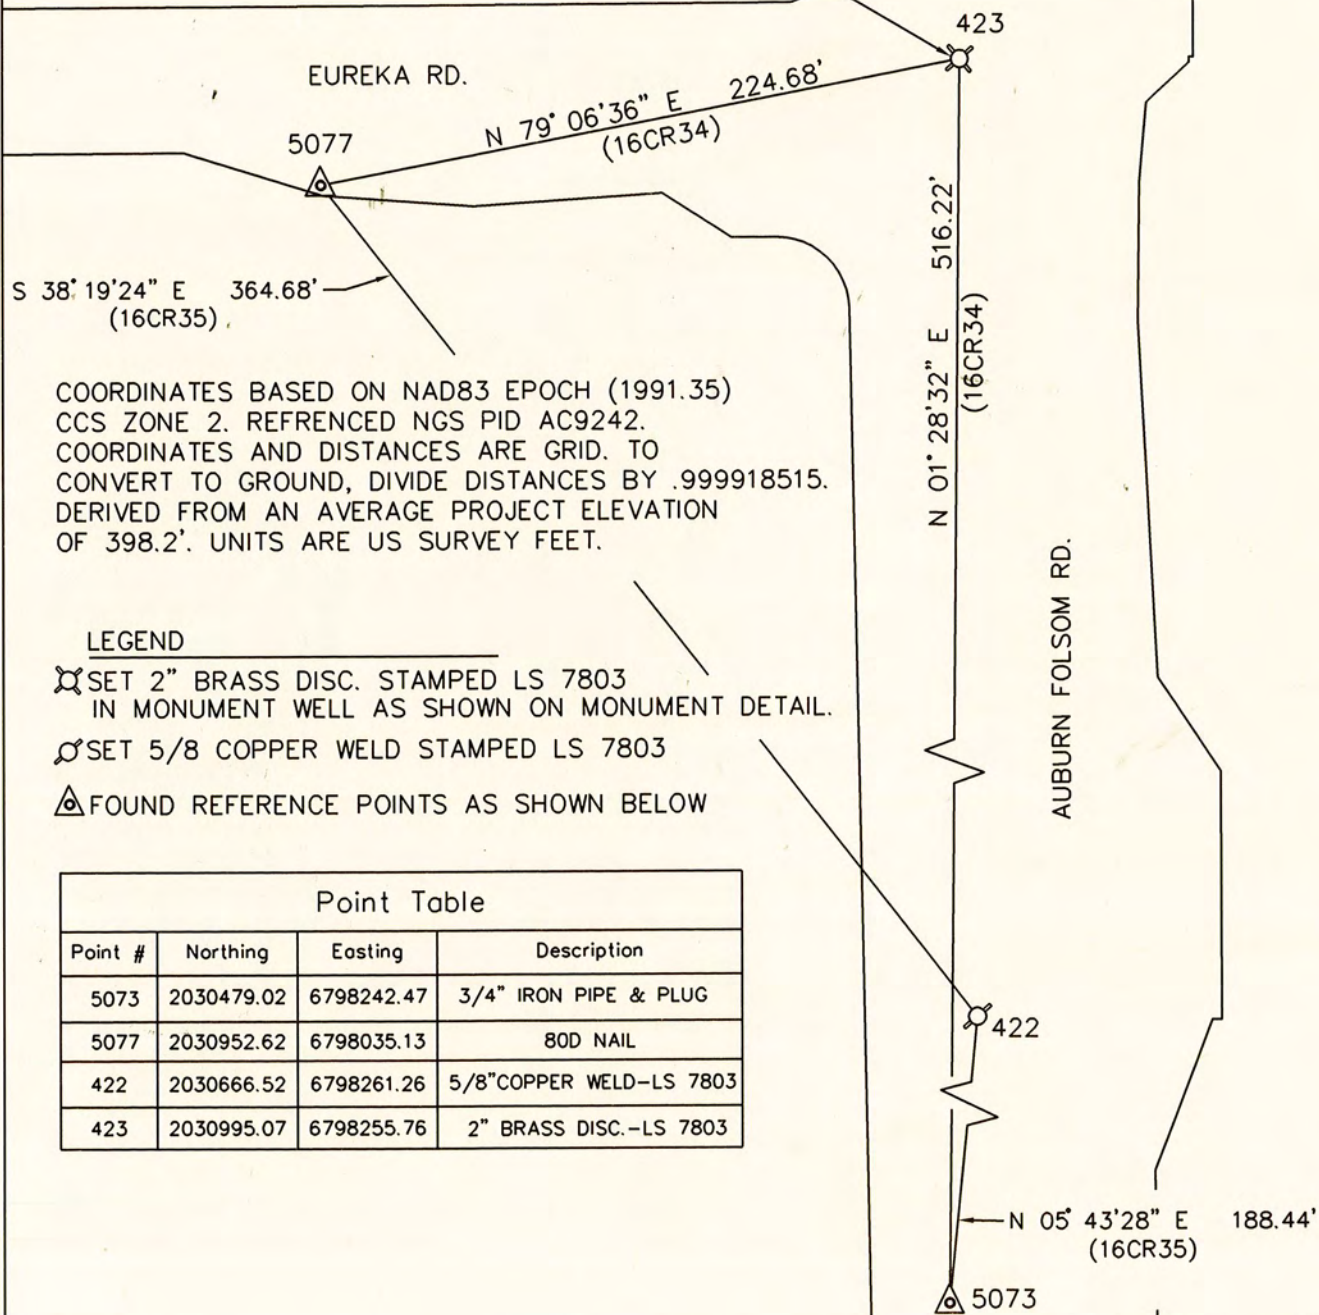 423
EUREKA RD.
N 79° 06'36" E 224.68'
(16CR34)
5077
S 38° 19'24" E 364.68'
(16CR35)
516.22'
N 01° 28'32" E
(16CR34)
COORDINATES BASED ON NAD83 EPOCH (1991.35)
CCS ZONE 2. REFRENCED NGS PID AC9242.
COORDINATES AND DISTANCES ARE GRID. TO
CONVERT TO GROUND, DIVIDE DISTANCES BY .999918515.
DERIVED FROM AN AVERAGE PROJECT ELEVATION
OF 398.2'. UNITS ARE US SURVEY FEET.
AUBURN FOLSOM RD.
LEGEND
SET 2" BRASS DISC. STAMPED LS 7803
IN MONUMENT WELL AS SHOWN ON MONUMENT DETAIL.
SET 5/8 COPPER WELD STAMPED LS 7803
FOUND REFERENCE POINTS AS SHOWN BELOW
Point Table
Point # Northing Easting Description
5073 2030479.02 6798242.47 3/4" IRON PIPE & PLUG
5077 2030952.62 6798035.13 80D NAIL
422 2030666.52 6798261.26 5/8"COPPER WELD-LS 7803
423 2030995.07 6798255.76 2" BRASS DISC.-LS 7803
422
N 05° 43'28" E 188.44'
(16CR35)
5073